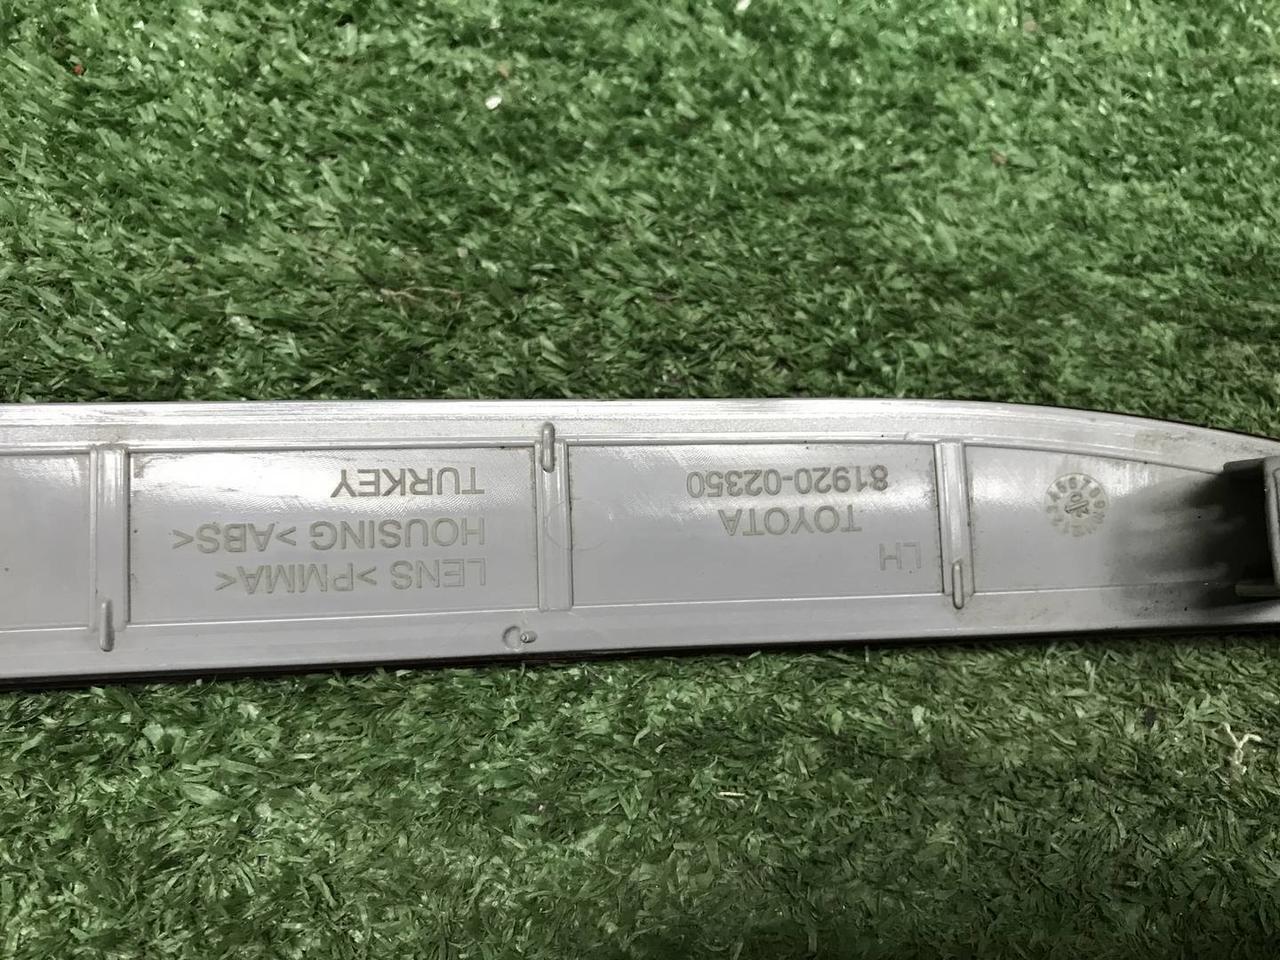 LH
TOYOTA
81920-02350
LENS >PMMA<
HOUSING >ABS<
TURKEY